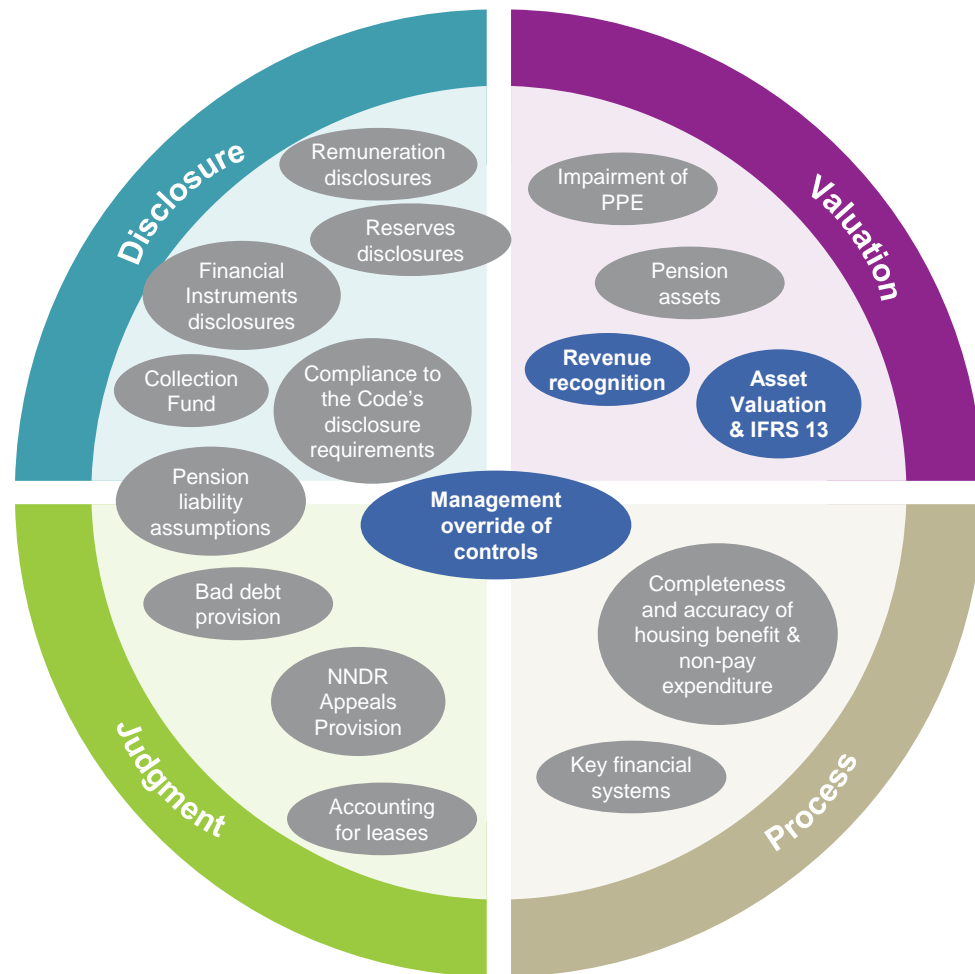 Disclosure
Remuneration
disclosures
Reserves
disclosures
Financial
Instruments
disclosures
Collection
Fund
Compliance to
the Code's
disclosure
requirements
Valuation
Impairment of
PPE
Pension
assets
Revenue
recognition
Asset
Valuation
& IFRS 13
Pension
liability
assumptions
Management
override of
controls
Judgment
Bad debt
provision
NNDR
Appeals
Provision
Accounting
for leases
Process
Completeness
and accuracy of
housing benefit &
non-pay
expenditure
Key financial
systems